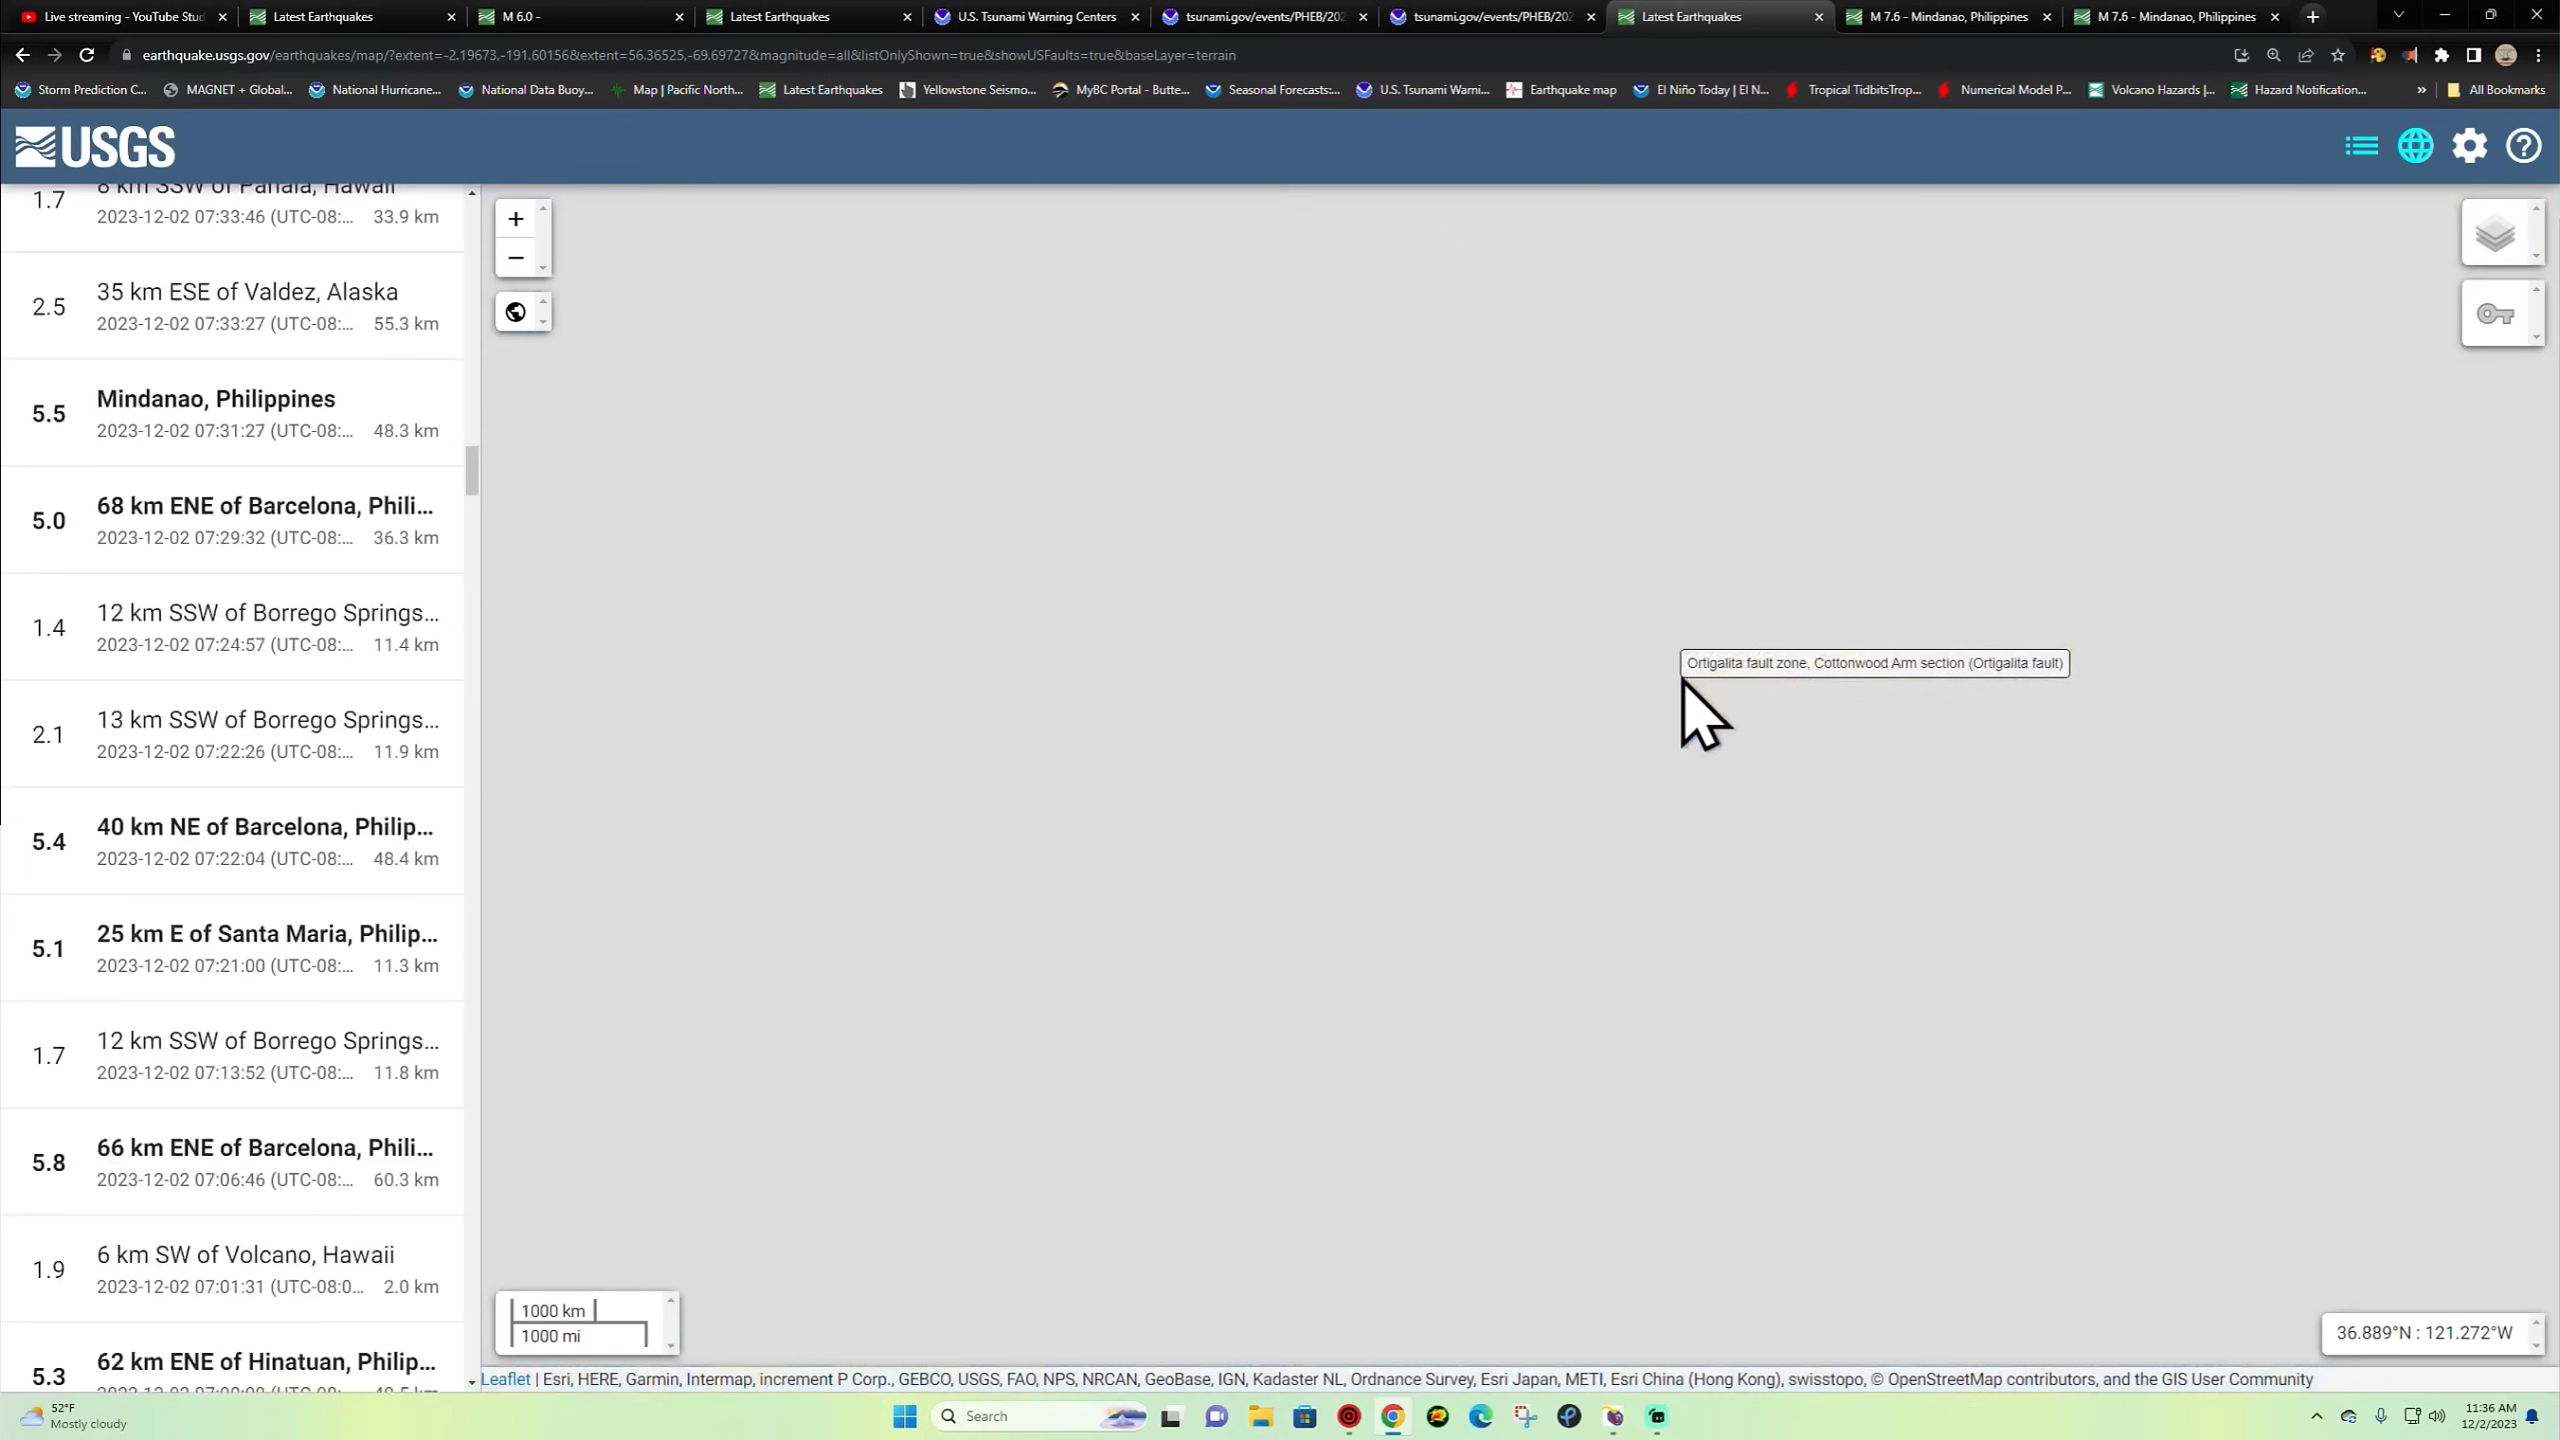 Live streaming - YouTube Stud
Latest Earthquakes
M 6.0 -
Latest Earthquakes
U.S. Tsunami Warning Centers
tsunami.gov/events/PHEB/202
tsunami.gov/events/PHEB/202
Latest Earthquakes
M 7.6 - Mindanao, Philippines
M 7.6 - Mindanao, Philippines
earthquake.usgs.gov/earthquakes/map/?extent=-2.19673,-191.60156&extent=56.36525,-69.69727&magnitude=all&listOnlyShown=true&showUSFaults=true&baseLayer=terrain
Storm Prediction C...
MAGNET + Global...
National Hurricane...
National Data Buoy...
Map | Pacific North...
Latest Earthquakes
Yellowstone Seismo...
MyBC Portal - Butte...
Seasonal Forecasts:...
U.S. Tsunami Warni...
Earthquake map
El Niño Today | El N...
Tropical TidbitsTrop...
Numerical Model P...
Volcano Hazards |...
Hazard Notification...
»
All Bookmarks
USGS
1.7
8 km SSW of Pahala, Hawaii
2023-12-02 07:33:46 (UTC-08:... 33.9 km
2.5
35 km ESE of Valdez, Alaska
2023-12-02 07:33:27 (UTC-08:... 55.3 km
5.5
Mindanao, Philippines
2023-12-02 07:31:27 (UTC-08:... 48.3 km
5.0
68 km ENE of Barcelona, Phili...
2023-12-02 07:29:32 (UTC-08:... 36.3 km
1.4
12 km SSW of Borrego Springs...
2023-12-02 07:24:57 (UTC-08:... 11.4 km
2.1
13 km SSW of Borrego Springs...
2023-12-02 07:22:26 (UTC-08:... 11.9 km
5.4
40 km NE of Barcelona, Philip...
2023-12-02 07:22:04 (UTC-08:... 48.4 km
5.1
25 km E of Santa Maria, Philip...
2023-12-02 07:21:00 (UTC-08:... 11.3 km
1.7
12 km SSW of Borrego Springs...
2023-12-02 07:13:52 (UTC-08:... 11.8 km
5.8
66 km ENE of Barcelona, Phili...
2023-12-02 07:06:46 (UTC-08:... 60.3 km
1.9
6 km SW of Volcano, Hawaii
2023-12-02 07:01:31 (UTC-08:0... 2.0 km
5.3
62 km ENE of Hinatuan, Philip...
+
−
Ortigalita fault zone, Cottonwood Arm section (Ortigalita fault)
1000 km
1000 mi
36.889°N : 121.272°W
Leaflet | Esri, HERE, Garmin, Intermap, increment P Corp., GEBCO, USGS, FAO, NPS, NRCAN, GeoBase, IGN, Kadaster NL, Ordnance Survey, Esri Japan, METI, Esri China (Hong Kong), swisstopo, © OpenStreetMap contributors, and the GIS User Community
52°F
Mostly cloudy
Search
11:36 AM
12/2/2023